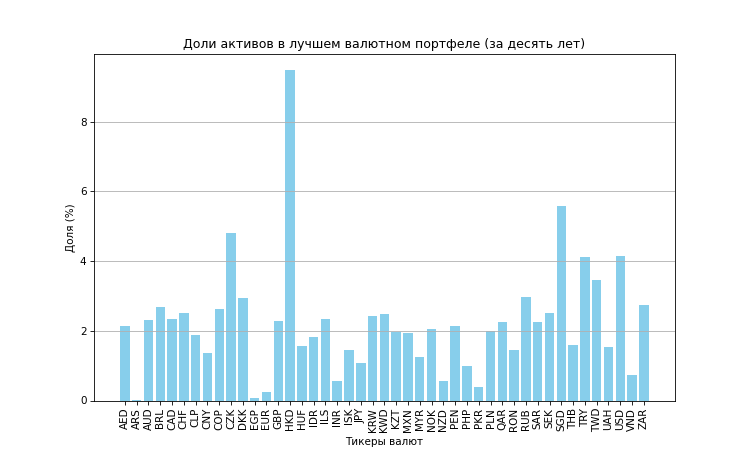 Доли активов в лучшем валютном портфеле (за десять лет)
Доля (%)
8
6
4
2
0
AED ARS AUD BRL CAD CHF CLP CNY COP CZK DKK EGP EUR GBP HKD HUF IDR ILS INR ISK JPY KRW KWD KZT MXN MYR NOK NZD PEN PHP PKR PLN QAR RON RUB SAR SEK SGD THB TRY TWD UAH USD VND ZAR
Тикеры валют